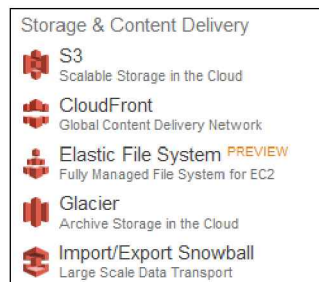 Storage & Content Delivery
S3
Scalable Storage in the Cloud
CloudFront
Global Content Delivery Network
Elastic File System PREVIEW
Fully Managed File System for EC2
Glacier
Archive Storage in the Cloud
Import/Export Snowball
Large Scale Data Transport